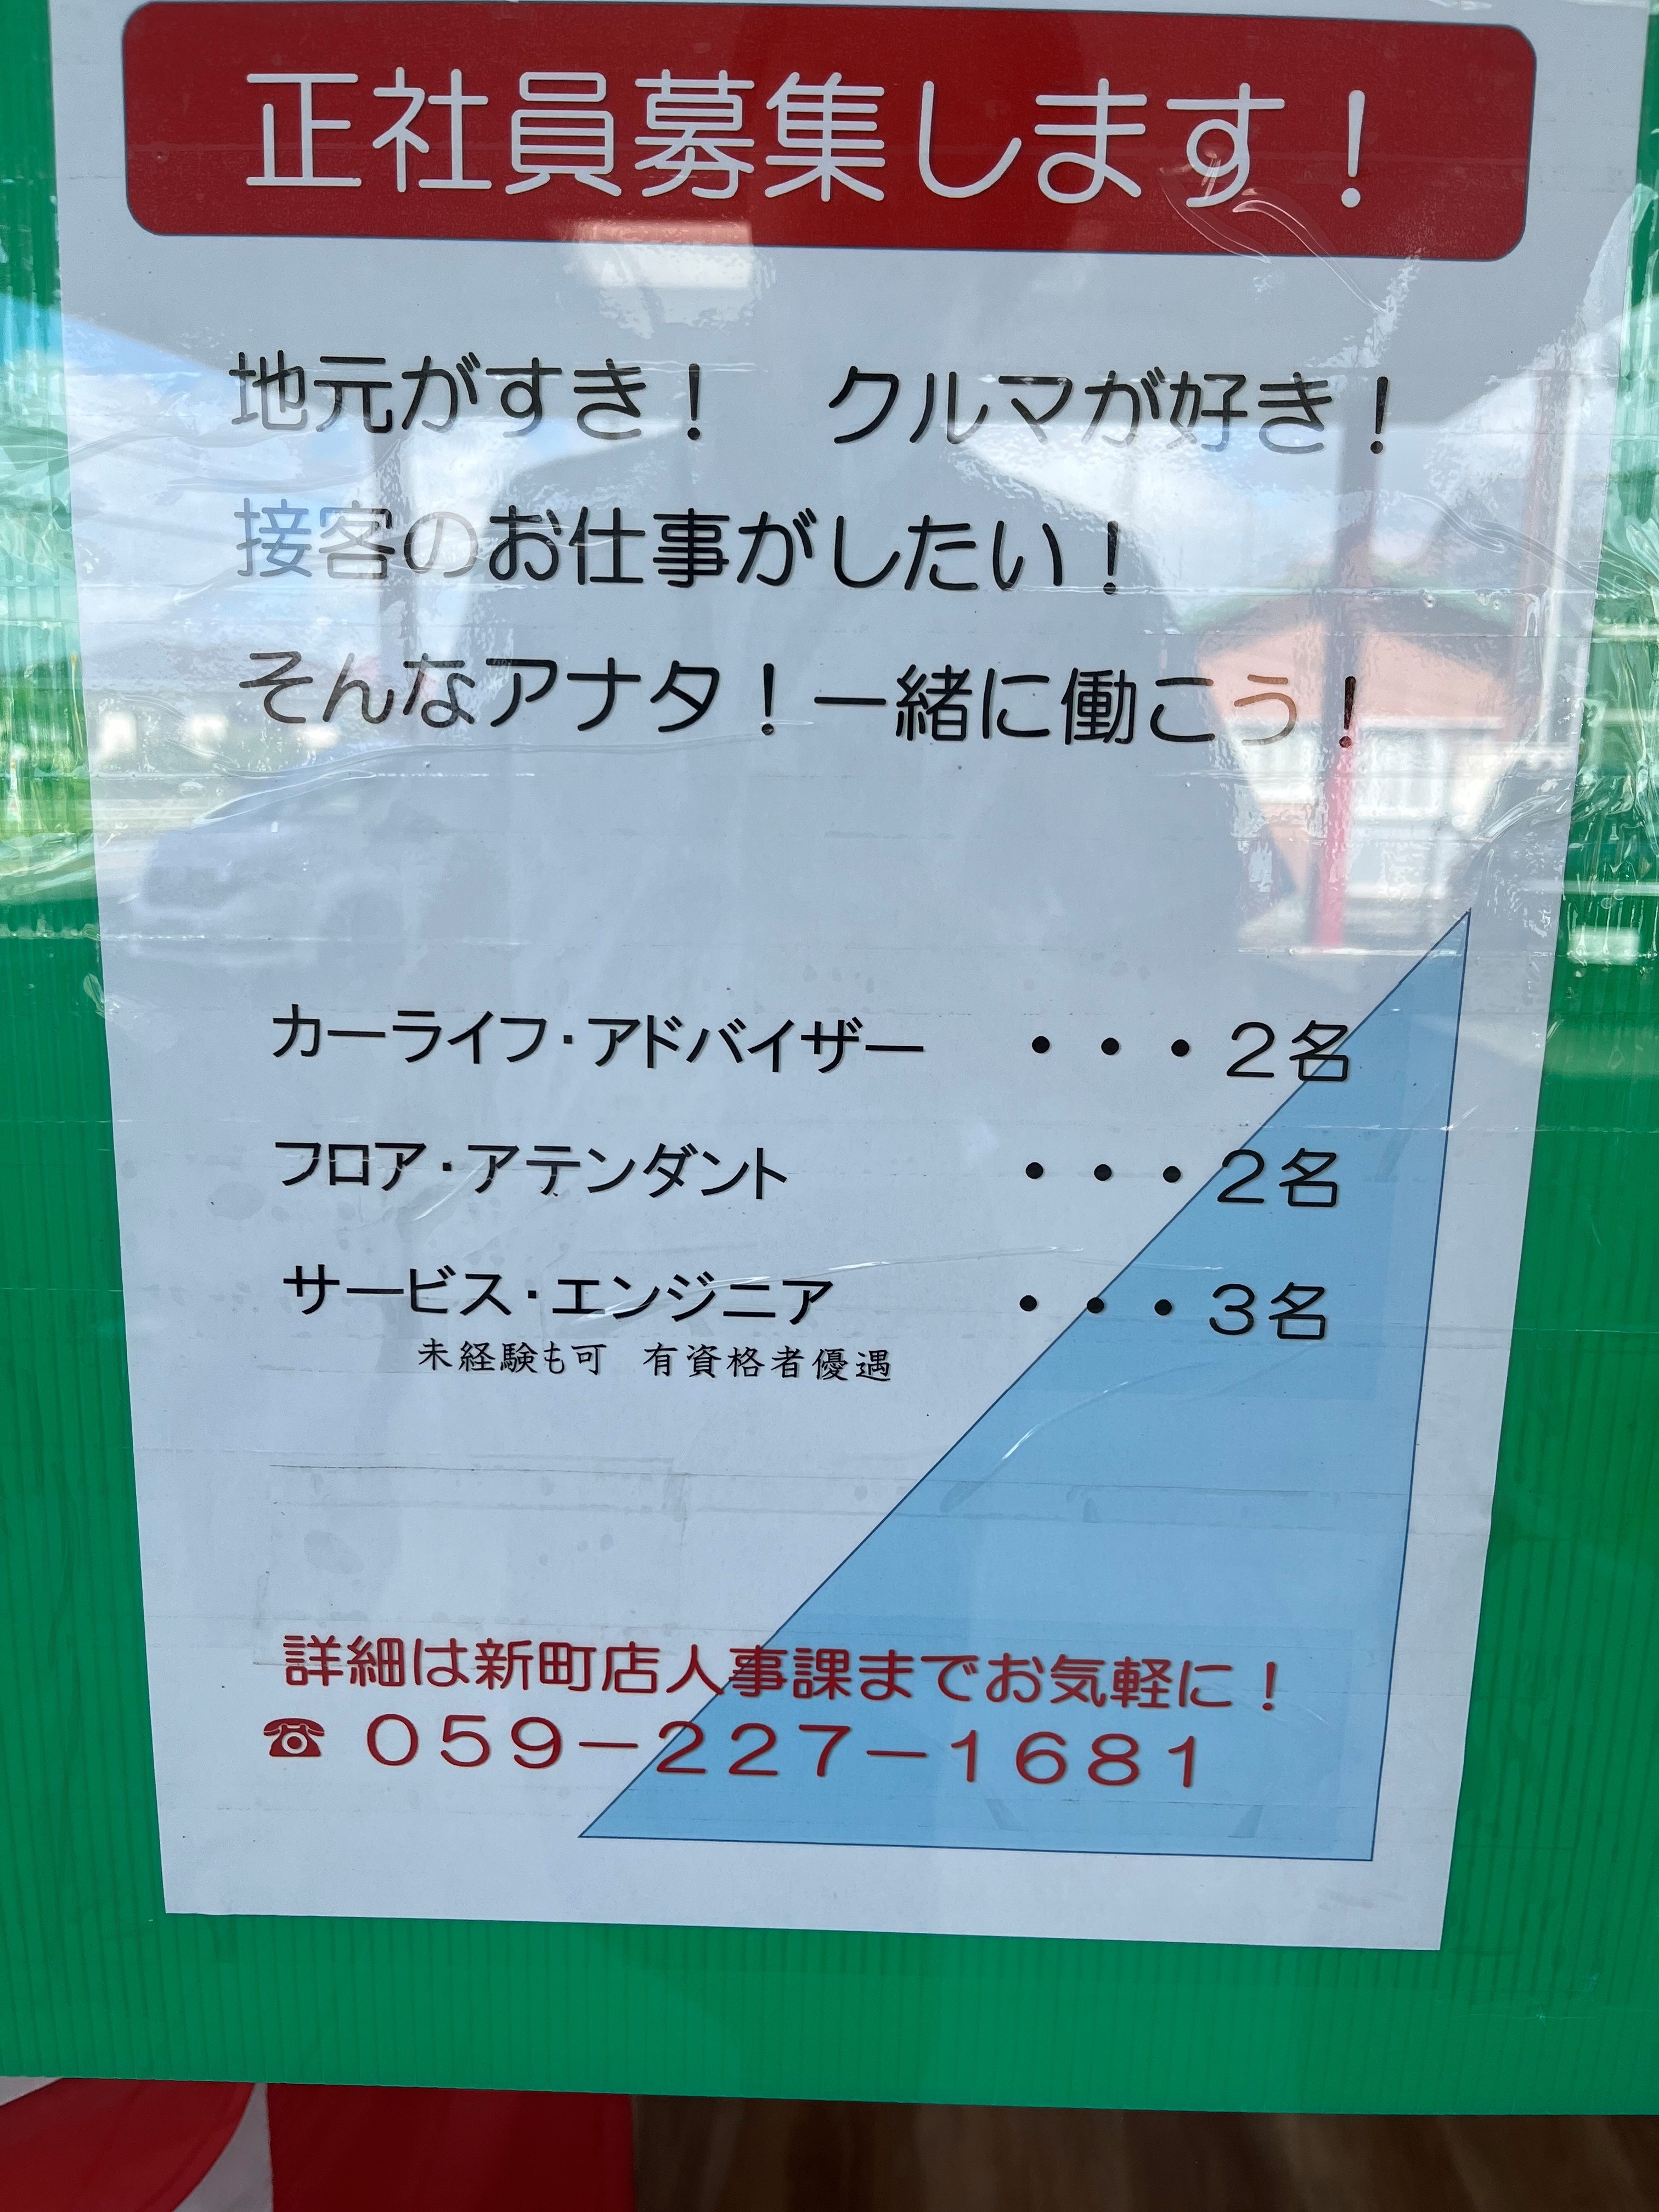 正社員募集します！
地元がすき！　クルマが好き！
接客のお仕事がしたい！
そんなアナタ！一緒に働こう！
カーライフ・アドバイザー　・・・２名
フロア・アテンダント　・・・２名
サービス・エンジニア　・・・３名
未経験も可　有資格者優遇
詳細は新町店人事課までお気軽に！
☎ ０５９－２２７－１６８１